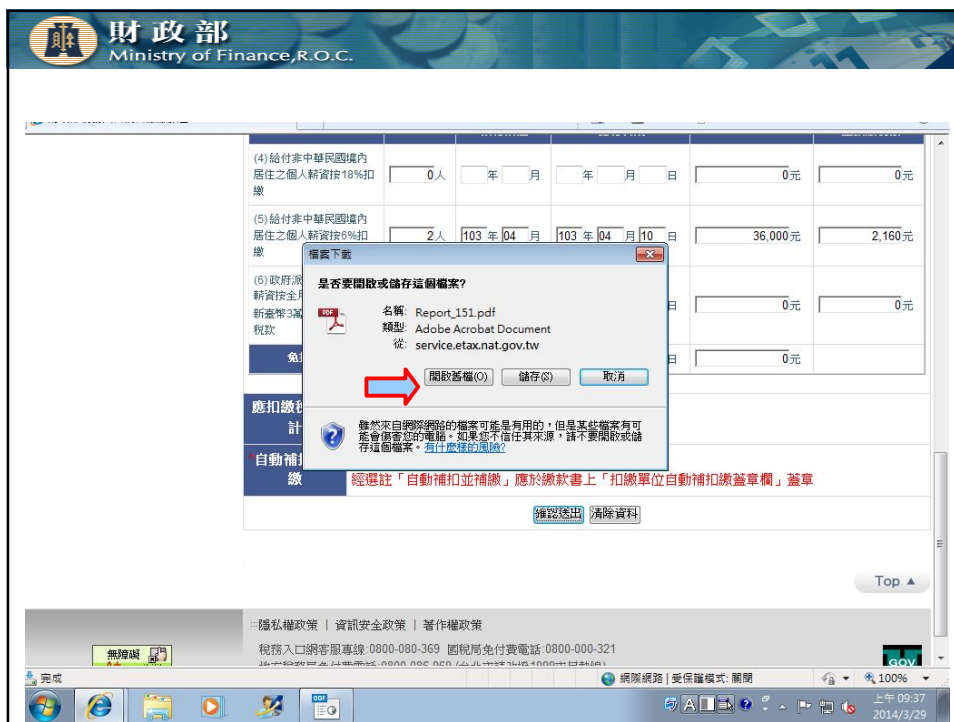 財政部
Ministry of Finance,R.O.C.
(4)給付非中華民國境內
居住之個人薪資按18%扣
繳
0人 年 月 年 月 日 0元 0元
(5)給付非中華民國境內
居住之個人薪資按6%扣
繳
2人 103 年 04 月 103 年 04 月 10 日 36,000元 2,160元
(6)政府派
薪資按全月
新臺幣3萬
稅款
日 0元 0元
免扣
日 0元
檔案下載
是否要開啟或儲存這個檔案?
PDF
名稱: Report_151.pdf
類型: Adobe Acrobat Document
從: service.etax.nat.gov.tw
開啟舊檔(O) 儲存(S) 取消
雖然來自網際網路的檔案可能是有用的，但是某些檔案有可
能會傷害您的電腦。如果您不信任其來源，請不要開啟或儲
存這個檔案。有什麼樣的風險?
應扣繳稅
計
*自動補扣
繳
經選註「自動補扣並補繳」應於繳款書上「扣繳單位自動補扣繳蓋章欄」蓋章
確認送出 清除資料
Top ▲
:::隱私權政策 | 資訊安全政策 | 著作權政策
稅務入口網客服專線:0800-080-369 國稅局免付費電話:0800-000-321
無障礙
GOV
完成
網際網路 | 受保護模式: 關閉
100%
上午 09:37
2014/3/29